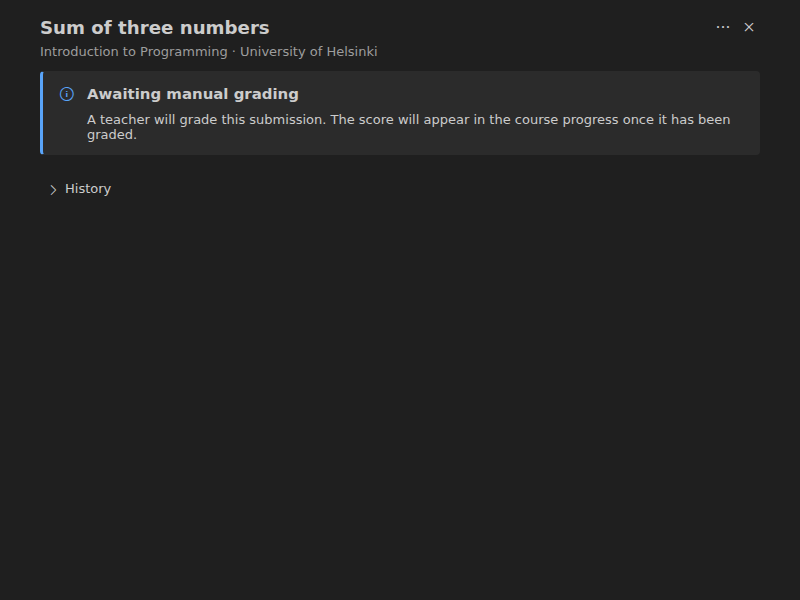 Sum of three numbers
Introduction to Programming · University of Helsinki
Awaiting manual grading
A teacher will grade this submission. The score will appear in the course progress once it has been
graded.
History